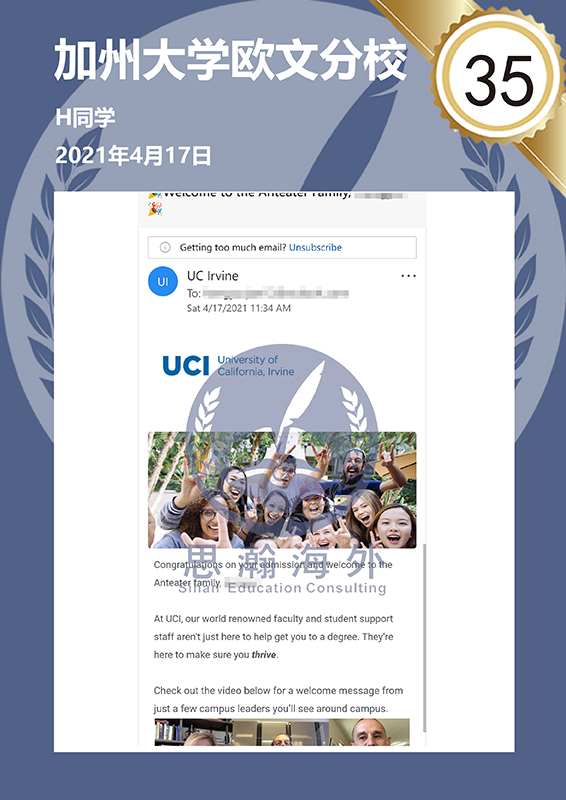 加州大学欧文分校
35
H同学
2021年4月17日
Welcome to the Anteater Family,
Getting too much email? Unsubscribe
UI
UC Irvine
To:
Sat 4/17/2021 11:34 AM
UCI University of
California, Irvine
思瀚海外
Sihan Education Consulting
Congratulations on your admission and welcome to the
Anteater family,
At UCI, our world renowned faculty and student support
staff aren't just here to help get you to a degree. They're
here to make sure you thrive.
Check out the video below for a welcome message from
just a few campus leaders you'll see around campus.